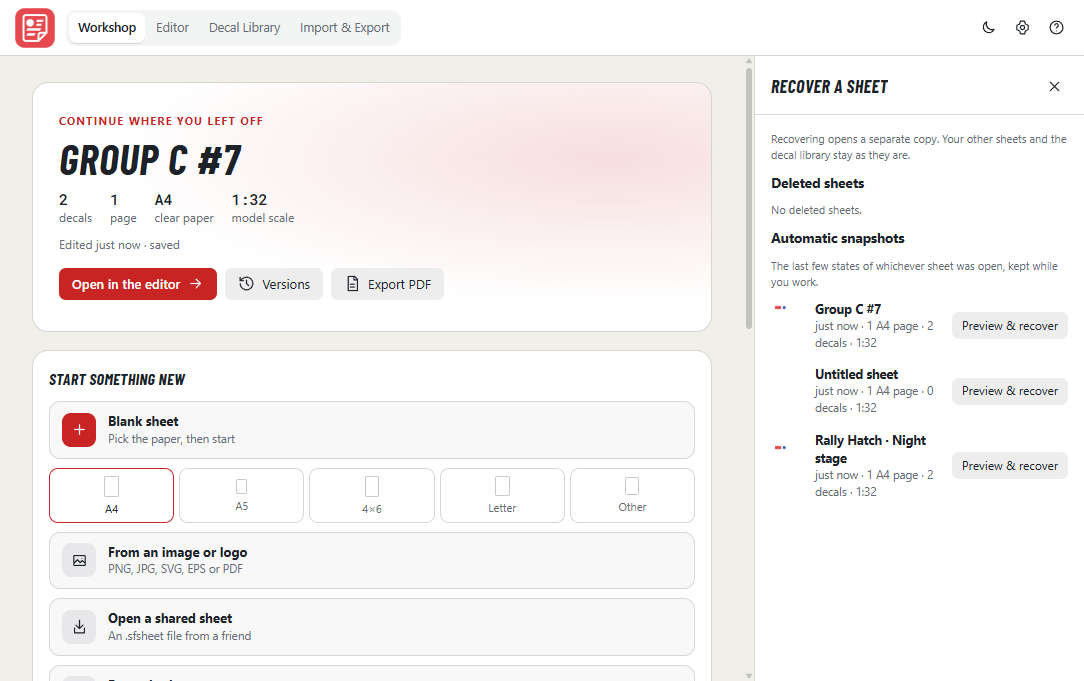 Workshop Editor Decal Library Import & Export
CONTINUE WHERE YOU LEFT OFF
GROUP C #7
2 1 A4 1:32
decals page clear paper model scale
Edited just now · saved
Open in the editor → Versions Export PDF
START SOMETHING NEW
Blank sheet
Pick the paper, then start
A4 A5 4×6 Letter Other
From an image or logo
PNG, JPG, SVG, EPS or PDF
Open a shared sheet
An .sfsheet file from a friend
RECOVER A SHEET
Recovering opens a separate copy. Your other sheets and the
decal library stay as they are.
Deleted sheets
No deleted sheets.
Automatic snapshots
The last few states of whichever sheet was open, kept while
you work.
Group C #7
just now · 1 A4 page · 2
decals · 1:32
Preview & recover
Untitled sheet
just now · 1 A4 page · 0
decals · 1:32
Preview & recover
Rally Hatch · Night
stage
just now · 1 A4 page · 2
decals · 1:32
Preview & recover